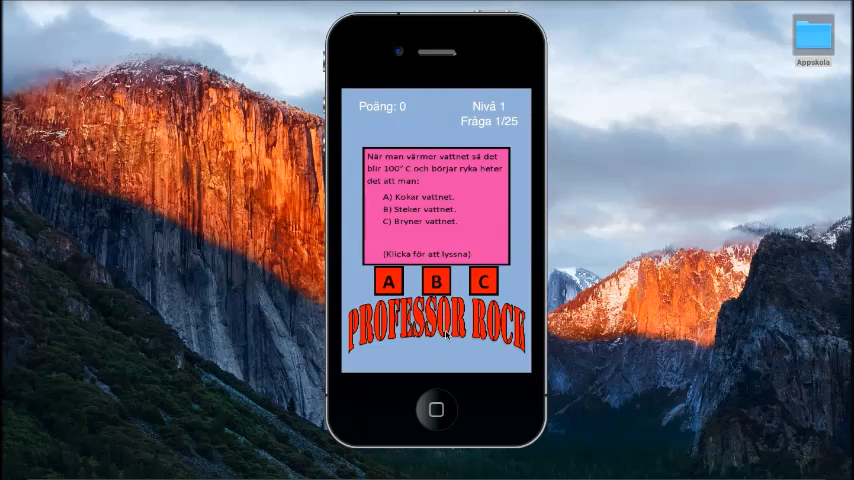 Appskola
Poäng: 0
Nivå 1
Fråga 1/25
När man värmer vattnet så det
blir 100° C och börjar ryka heter
det att man:
A) Kokar vattnet.
B) Steker vattnet.
C) Bryner vattnet.
(Klicka för att lyssna)
A B C
PROFESSOR ROCK